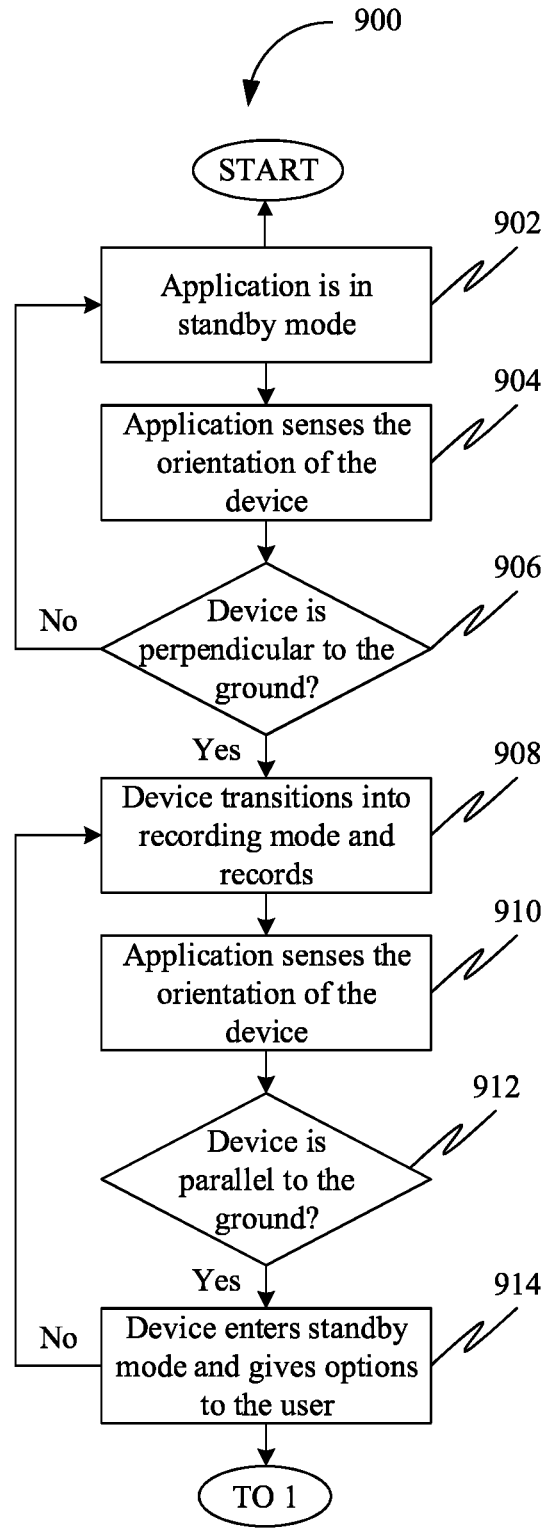 900
START
902
Application is in
standby mode
904
Application senses the
orientation of the
device
906
Device is
perpendicular to the
ground?
No
Yes
908
Device transitions into
recording mode and
records
910
Application senses the
orientation of the
device
912
Device is
parallel to the
ground?
Yes
914
No
Device enters standby
mode and gives options
to the user
TO 1